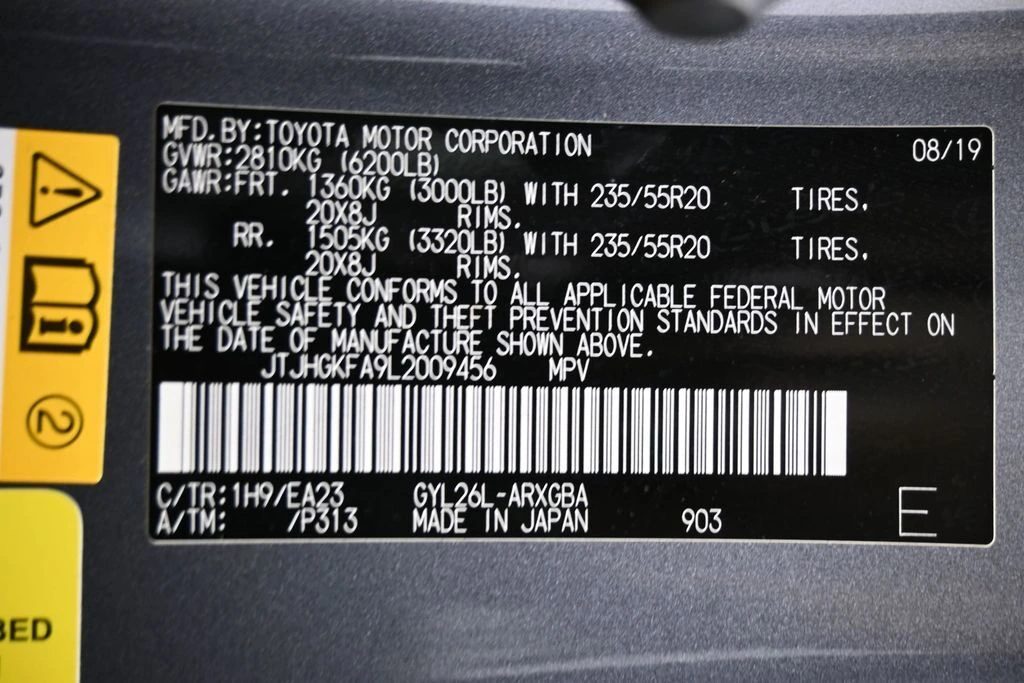 MFD.BY:TOYOTA MOTOR CORPORATION 08/19
GVWR:2810KG (6200LB)
GAWR:FRT. 1360KG (3000LB) WITH 235/55R20 TIRES.
20X8J RIMS.
RR. 1505KG (3320LB) WITH 235/55R20 TIRES.
20X8J RIMS.
THIS VEHICLE CONFORMS TO ALL APPLICABLE FEDERAL MOTOR
VEHICLE SAFETY AND THEFT PREVENTION STANDARDS IN EFFECT ON
THE DATE OF MANUFACTURE SHOWN ABOVE.
JTJHGKFA9L2009456 MPV
C/TR:1H9/EA23 GYL26L-ARXGBA
A/TM: /P313 MADE IN JAPAN 903 E
2
BED